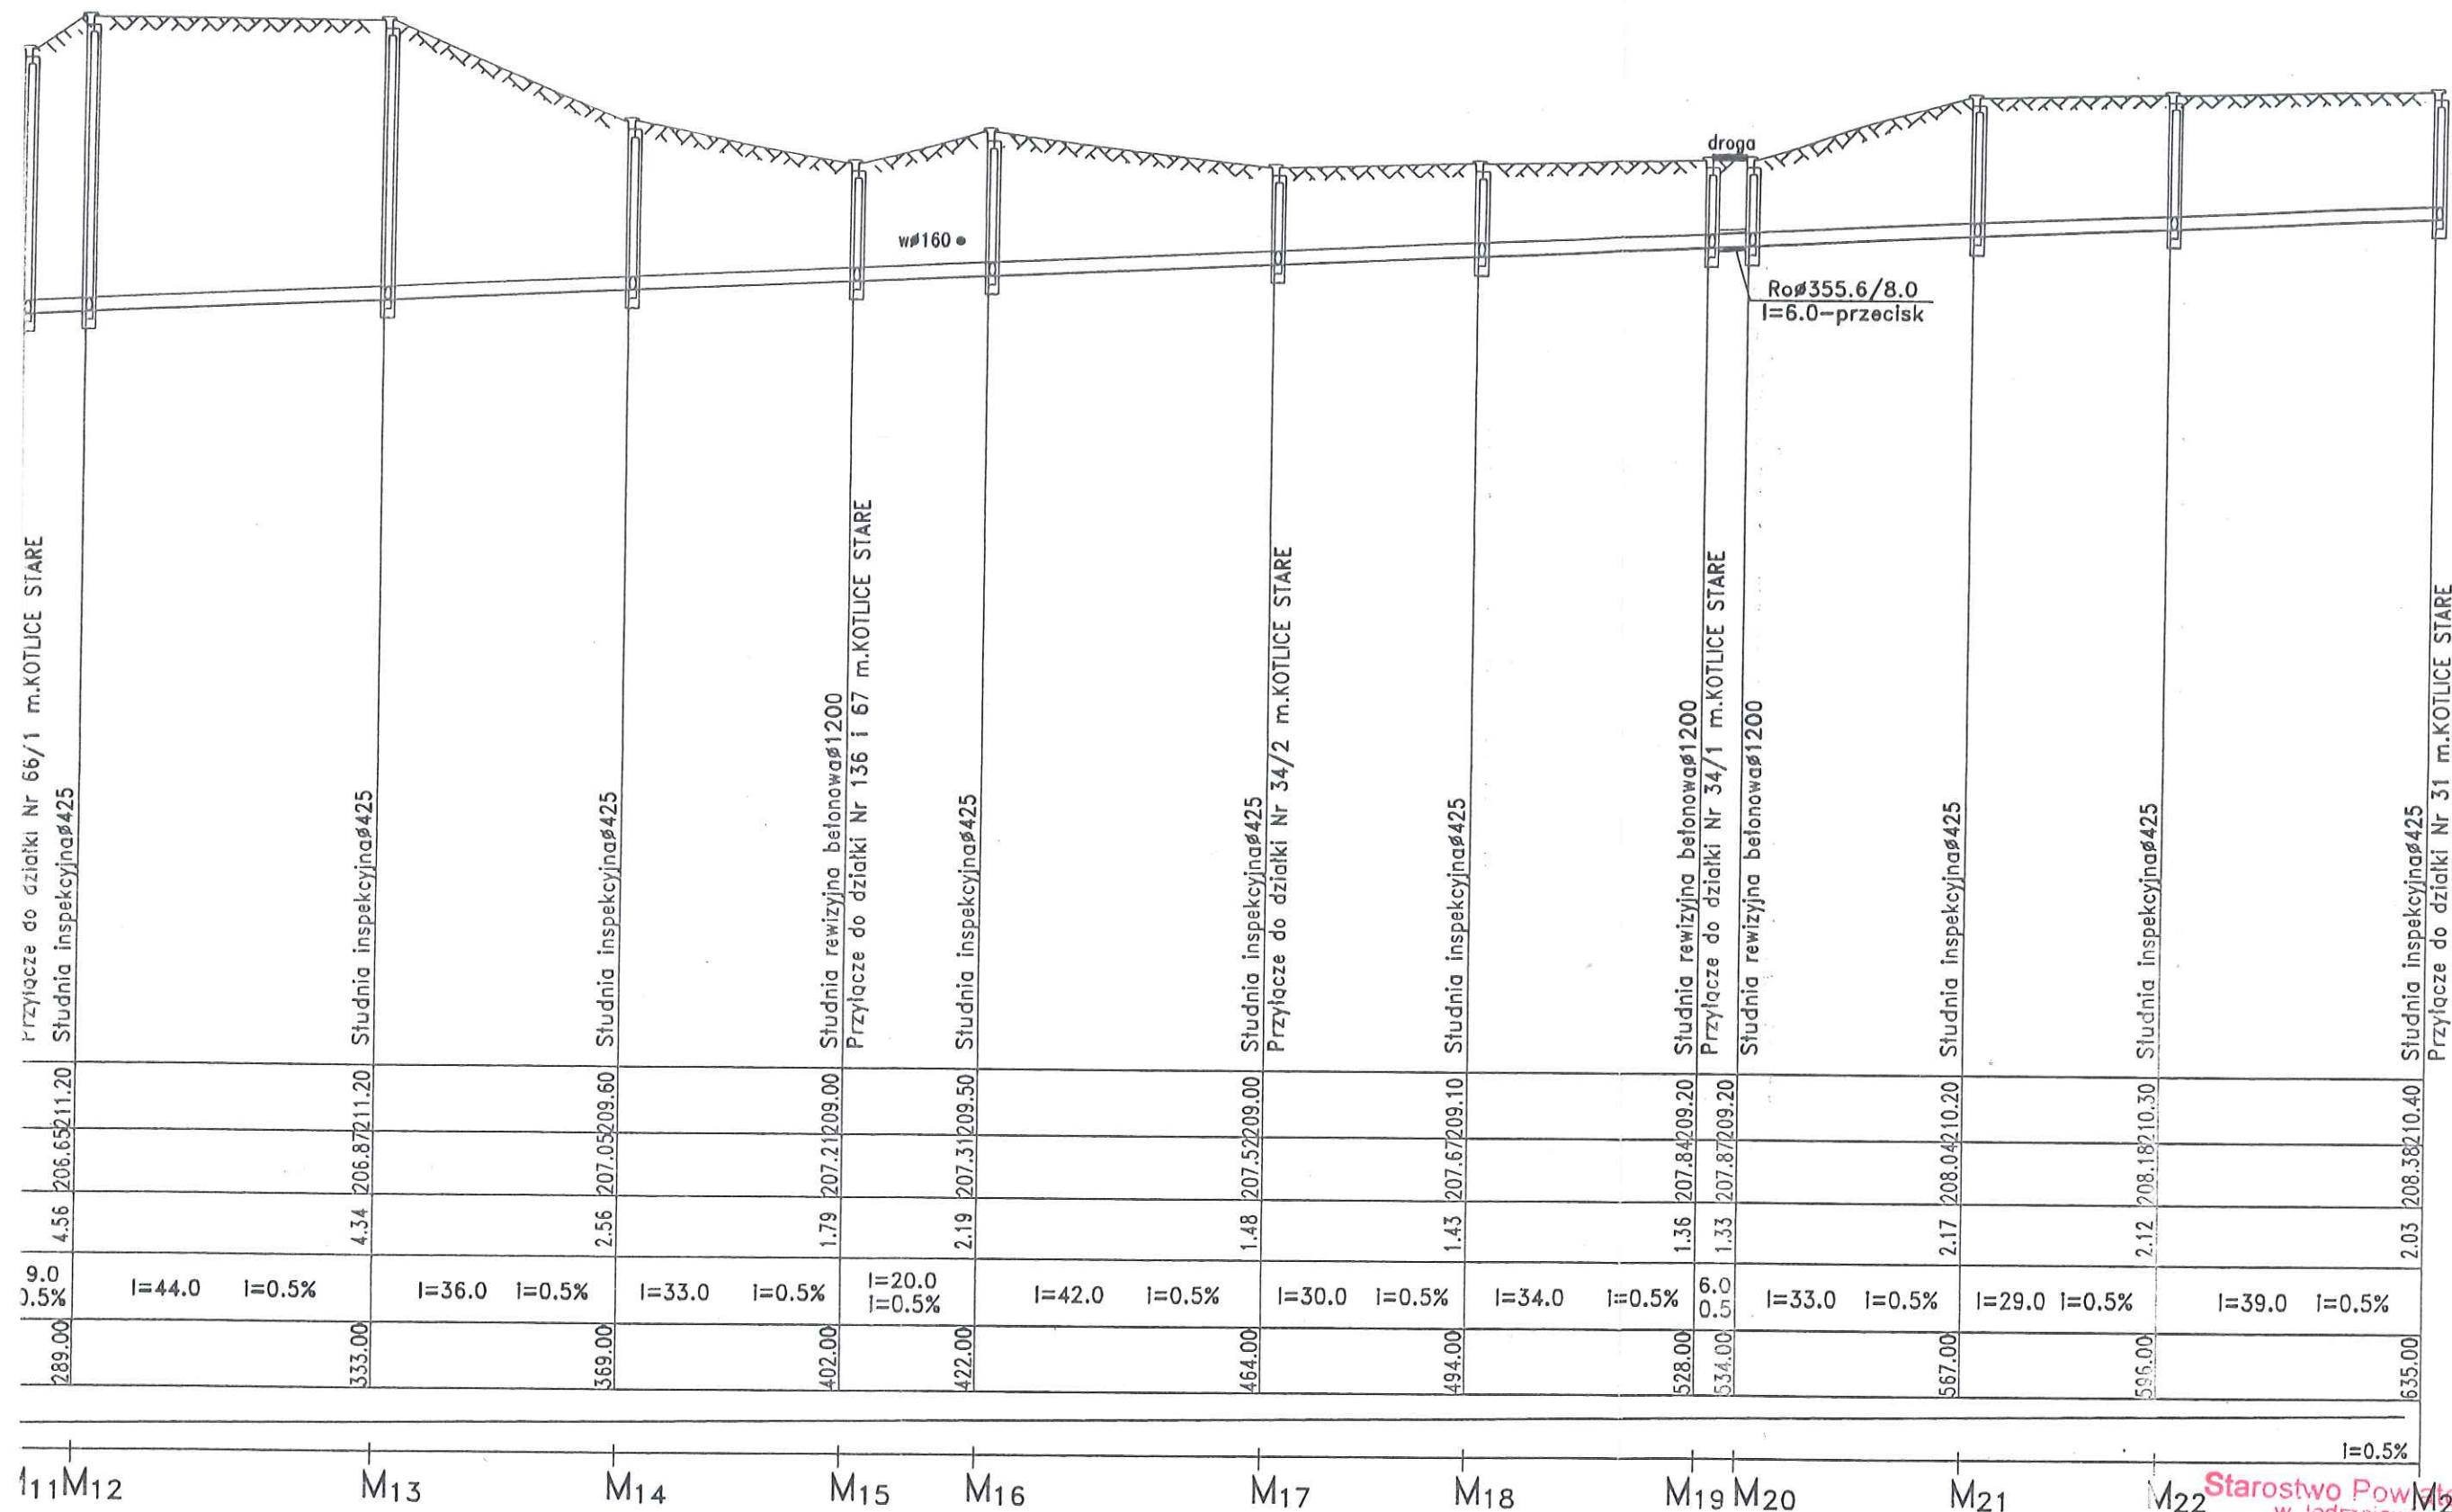 droga
wø160
Roø355.6/8.0
l=6.0-przecisk
Przyłącze do działki Nr 66/1 m.KOTLICE STARE
Studnia inspekcyjnaø425
Studnia inspekcyjnaø425
Studnia inspekcyjnaø425
Studnia rewizyjna betonowaø1200
Przyłącze do działki Nr 136 i 67 m.KOTLICE STARE
Studnia inspekcyjnaø425
Studnia inspekcyjnaø425
Przyłącze do działki Nr 34/2 m.KOTLICE STARE
Studnia inspekcyjnaø425
Studnia rewizyjna betonowaø1200
Przyłącze do działki Nr 34/1 m.KOTLICE STARE
Studnia rewizyjna betonowaø1200
Studnia inspekcyjnaø425
Studnia inspekcyjnaø425
Studnia inspekcyjnaø425
Przyłącze do działki Nr 31 m.KOTLICE STARE
211.20 211.20 209.60 209.00 209.50 209.00 209.10 209.20 209.20 210.20 210.30 210.40
206.65 206.87 207.05 207.21 207.31 207.52 207.67 207.84 207.87 208.04 208.18 208.38
4.56 4.34 2.56 1.79 2.19 1.48 1.43 1.36 1.33 2.17 2.12 2.03
9.0 l=44.0 i=0.5% l=36.0 i=0.5% l=33.0 i=0.5% l=20.0 l=42.0 i=0.5% l=30.0 i=0.5% l=34.0 i=0.5% 6.0 l=33.0 i=0.5% l=29.0 i=0.5% l=39.0 i=0.5%
0.5% i=0.5% 0.5
289.00 333.00 369.00 402.00 422.00 464.00 494.00 528.00 534.00 567.00 596.00 635.00
i=0.5%
11 M12 M13 M14 M15 M16 M17 M18 M19 M20 M21 M22
Starostwo